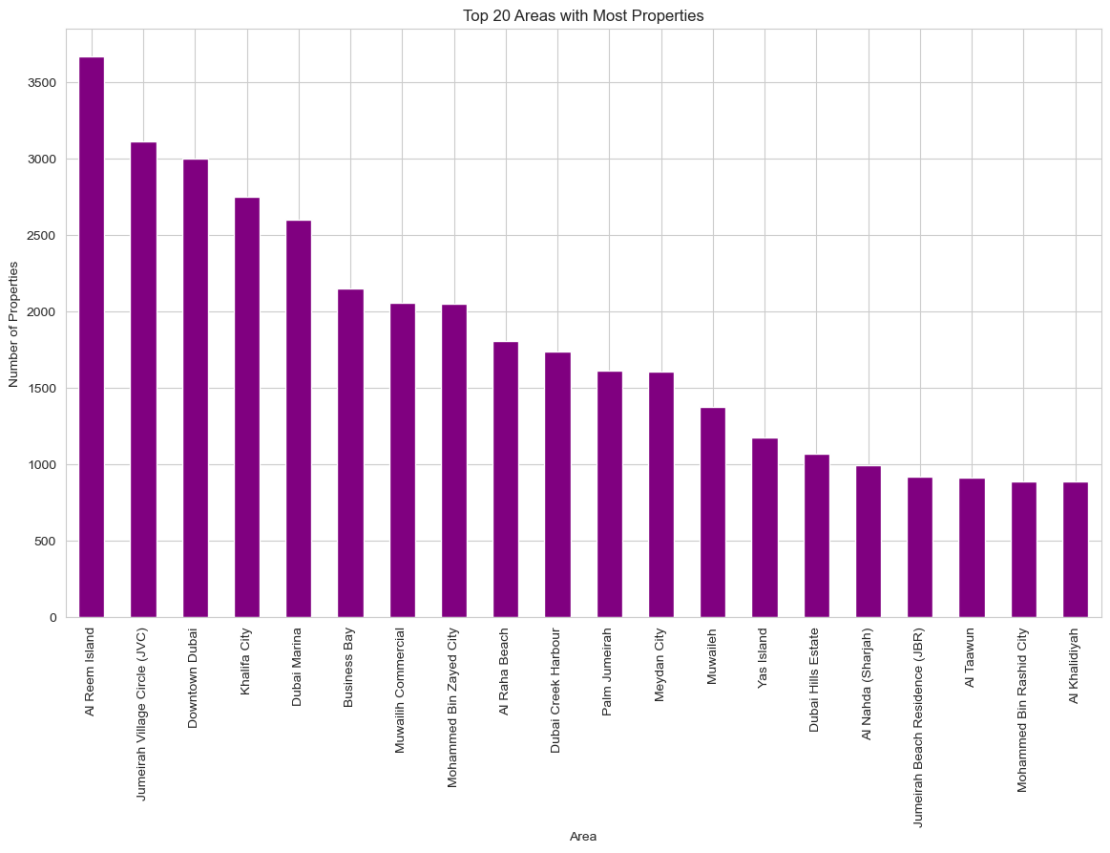 Top 20 Areas with Most Properties
Number of Properties
3500
3000
2500
2000
1500
1000
500
0
Al Reem Island
Jumeirah Village Circle (JVC)
Downtown Dubai
Khalifa City
Dubai Marina
Business Bay
Muwailih Commercial
Mohammed Bin Zayed City
Al Raha Beach
Dubai Creek Harbour
Palm Jumeirah
Meydan City
Muwaileh
Yas Island
Dubai Hills Estate
Al Nahda (Sharjah)
Jumeirah Beach Residence (JBR)
Al Taawun
Mohammed Bin Rashid City
Al Khalidiyah
Area